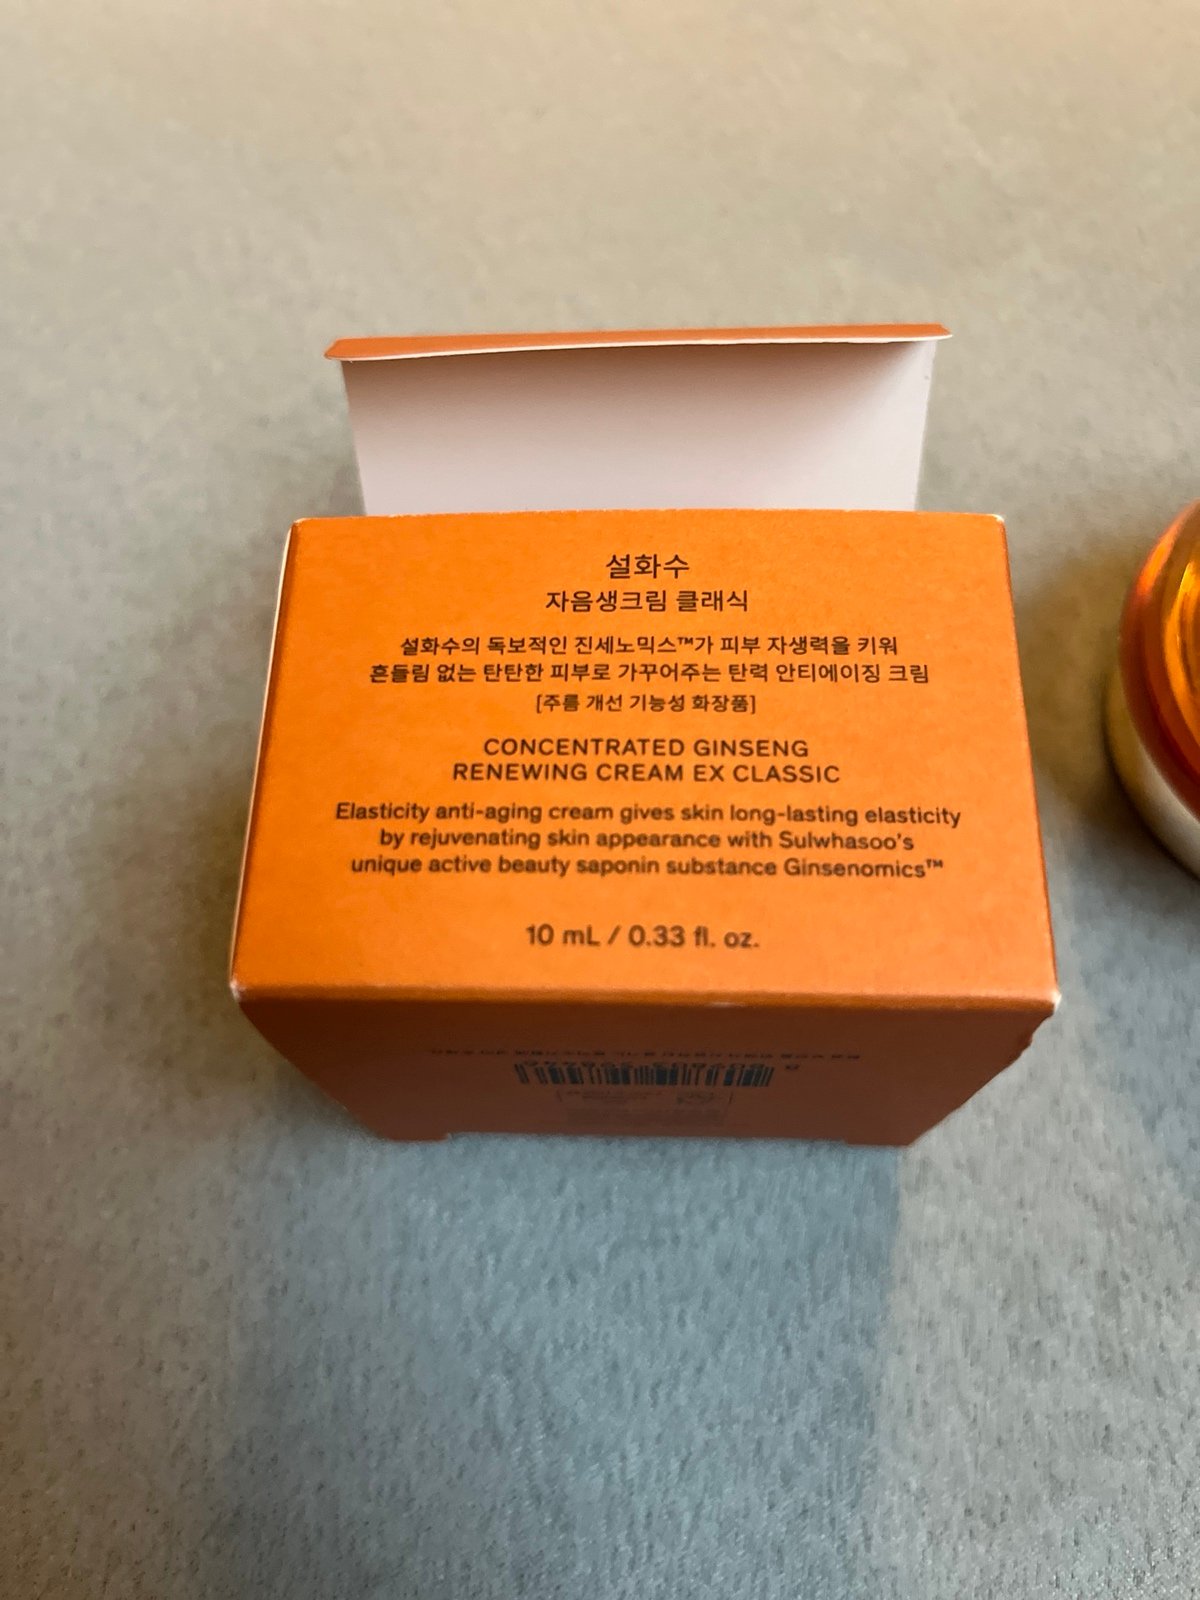 설화수
자음생크림 클래식
설화수의 독보적인 진세노믹스™가 피부 자생력을 키워
흔들림 없는 탄탄한 피부로 가꾸어주는 탄력 안티에이징 크림
[주름 개선 기능성 화장품]
CONCENTRATED GINSENG
RENEWING CREAM EX CLASSIC
Elasticity anti-aging cream gives skin long-lasting elasticity
by rejuvenating skin appearance with Sulwhasoo's
unique active beauty saponin substance Ginsenomics™
10 mL / 0.33 fl. oz.